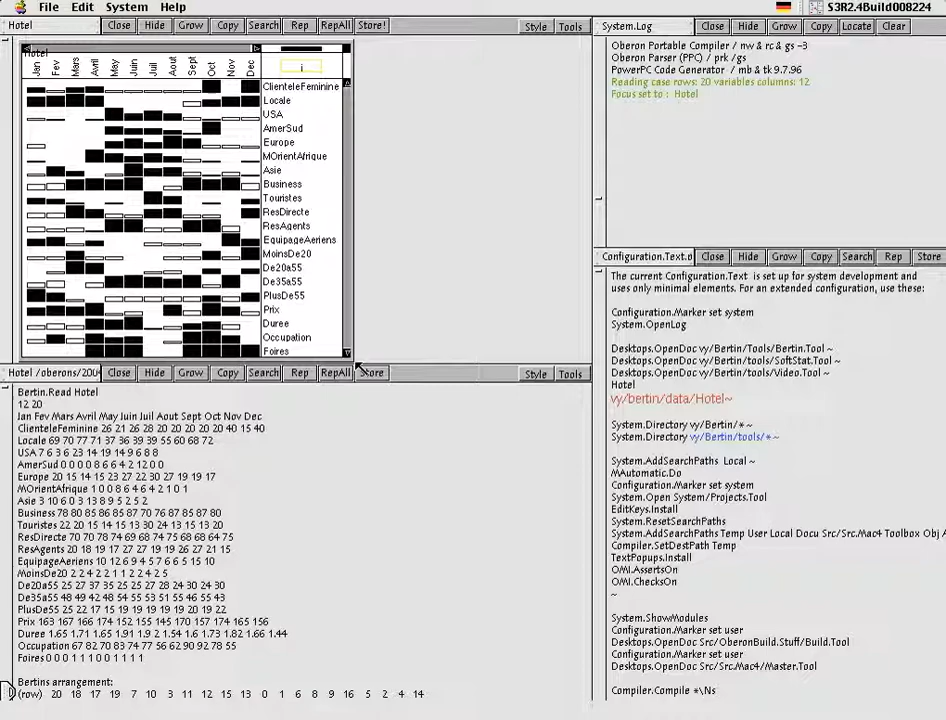 File Edit System Help S3R2.4Build000824
Hotel Close Hide Grow Copy Search Rep RepAll Store! Style Tools
Hotel
Jan Fev Mars Avril May Juin Juil Aout Sept Oct Nov Dec
i
ClienteleFeminine
Locale
USA
AmerSud
Europe
MOrientAfrique
Asie
Business
Touristes
ResDirecte
ResAgents
EquipageAeriens
MoinsDe20
De20a55
De35a55
PlusDe55
Prix
Duree
Occupation
Foires
Hotel /oberons/20 Close Hide Grow Copy Search Rep RepAll Store Style Tools
Bertin.Read Hotel
12 20
Jan Fev Mars Avril May Juin Juil Aout Sept Oct Nov Dec
ClienteleFeminine 26 21 26 28 20 20 20 20 20 40 15 40
Locale 69 70 77 71 37 36 39 39 55 60 68 72
USA 7 6 3 6 23 14 19 14 9 6 8 8
AmerSud 0 0 0 0 8 6 6 4 2 12 0 0
Europe 20 15 14 15 23 27 22 30 27 19 19 17
MOrientAfrique 1 0 0 8 6 4 6 4 2 1 0 1
Asie 3 10 6 0 3 13 8 9 5 2 5 2
Business 78 80 85 86 85 87 70 76 87 85 87 80
Touristes 22 20 15 14 15 13 30 24 13 15 13 20
ResDirecte 70 70 78 74 69 68 74 75 68 68 64 75
ResAgents 20 18 19 17 27 27 19 19 26 27 21 15
EquipageAeriens 10 12 6 9 4 5 7 6 6 5 15 10
MoinsDe20 2 2 4 2 2 1 1 2 2 4 2 5
De20a55 25 27 37 35 25 25 27 28 24 30 24 30
De35a55 48 49 42 48 54 55 53 51 55 46 55 43
PlusDe55 25 22 17 15 19 19 19 19 19 20 19 22
Prix 163 167 166 174 152 155 145 170 157 174 165 156
Duree 1.65 1.71 1.65 1.91 1.9 2 1.54 1.6 1.73 1.82 1.66 1.44
Occupation 67 82 70 83 74 77 56 62 90 92 78 55
Foires 0 0 0 1 1 1 0 0 1 1 1 1
Bertins arrangement:
(row) 20 18 17 19 7 10 3 11 12 15 13 0 1 6 8 9 16 5 2 4 14
System.Log Close Hide Grow Copy Locate Clear
Oberon Portable Compiler / nw & rc & gs -3
Oberon Parser (PPC) / prk /gs
PowerPC Code Generator / mb & tk 9.7.96
Reading case rows: 20 variables columns: 12
Focus set to : Hotel
Configuration.Text Close Hide Grow Copy Search Rep Store
The current Configuration.Text is set up for system development and
uses only minimal elements. For an extended configuration, use these:
Configuration.Marker set system
System.OpenLog
Desktops.OpenDoc vy/Bertin/Tools/Bertin.Tool ~
Desktops.OpenDoc vy/Bertin/tools/SoftStat.Tool ~
Desktops.OpenDoc vy/Bertin/tools/Video.Tool ~
Hotel
vy/bertin/data/Hotel~
System.Directory vy/Bertin/*~
System.Directory vy/Bertin/tools/*~
System.AddSearchPaths Local ~
MAutomatic.Do
Configuration.Marker set system
System.Open System/Projects.Tool
EditKeys.Install
System.ResetSearchPaths
System.AddSearchPaths Temp User Local Docu Src/Src.Mac4 Toolbox Obj
Compiler.SetDestPath Temp
TextPopups.Install
OMI.AssertsOn
OMI.ChecksOn
~
System.ShowModules
Configuration.Marker set user
Desktops.OpenDoc Src/OberonBuild.Stuff/Build.Tool
Configuration.Marker set user
Desktops.OpenDoc Src/Src.Mac4/Master.Tool
Compiler.Compile *\Ns